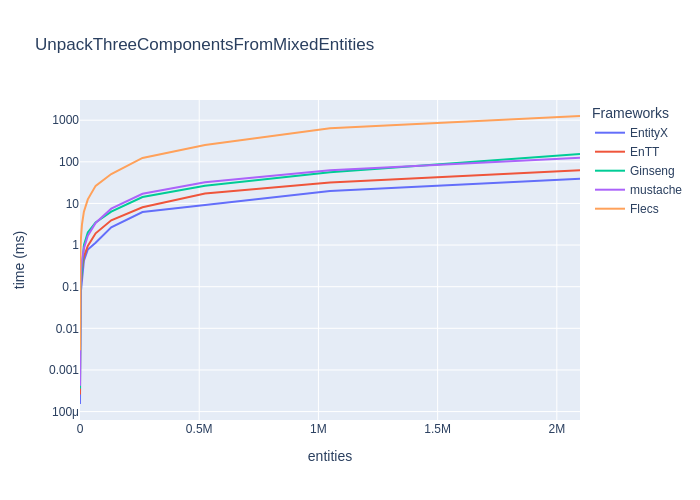 UnpackThreeComponentsFromMixedEntities
Frameworks
EntityX
EnTT
Ginseng
mustache
Flecs
time (ms)
1000
100
10
1
0.1
0.01
0.001
100μ
0
0.5M
1M
1.5M
2M
entities